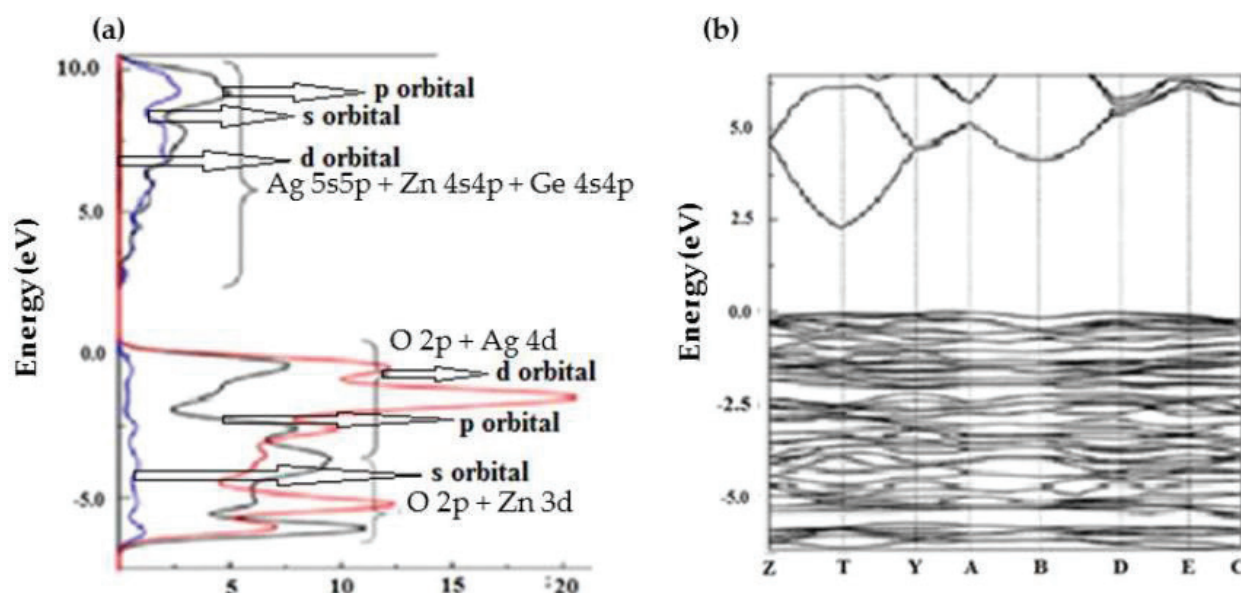 (a)
Energy (eV)
10.0
5.0
0.0
-5.0
p orbital
s orbital
d orbital
Ag 5s5p + Zn 4s4p + Ge 4s4p
O 2p + Ag 4d
d orbital
p orbital
s orbital
O 2p + Zn 3d
5 10 15 20
(b)
Energy (eV)
5.0
2.5
0.0
-2.5
-5.0
Z T Y A B D E C